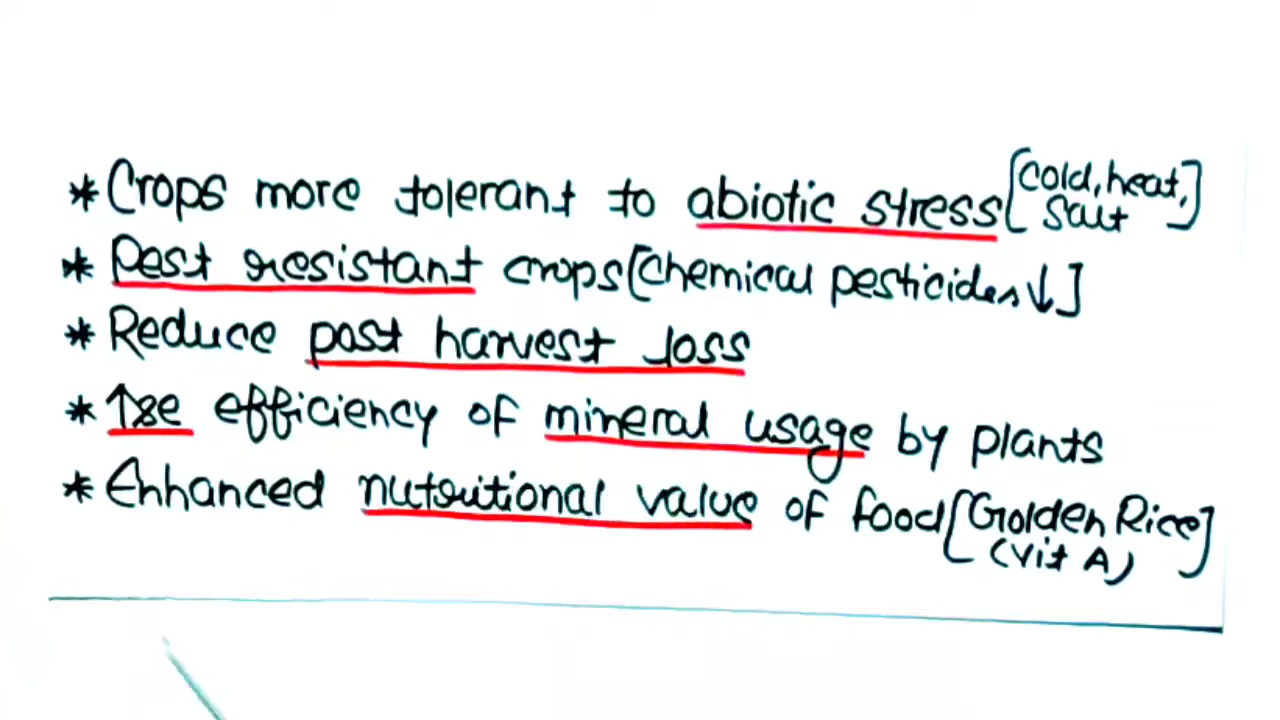 * Crops more tolerant to abiotic stress [cold, heat, salt]
* Pest resistant crops [Chemical pesticides ↓]
* Reduce post harvest loss
* ↑se efficiency of mineral usage by plants
* Enhanced nutritional value of food [Golden Rice (Vit A)]